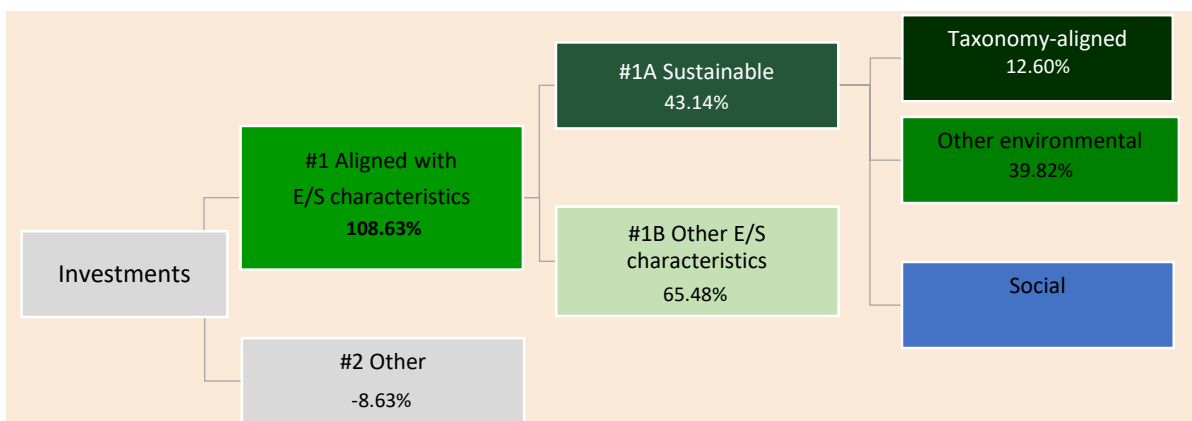 Investments
#1 Aligned with
E/S characteristics
108.63%
#2 Other
-8.63%
#1A Sustainable
43.14%
#1B Other E/S
characteristics
65.48%
Taxonomy-aligned
12.60%
Other environmental
39.82%
Social